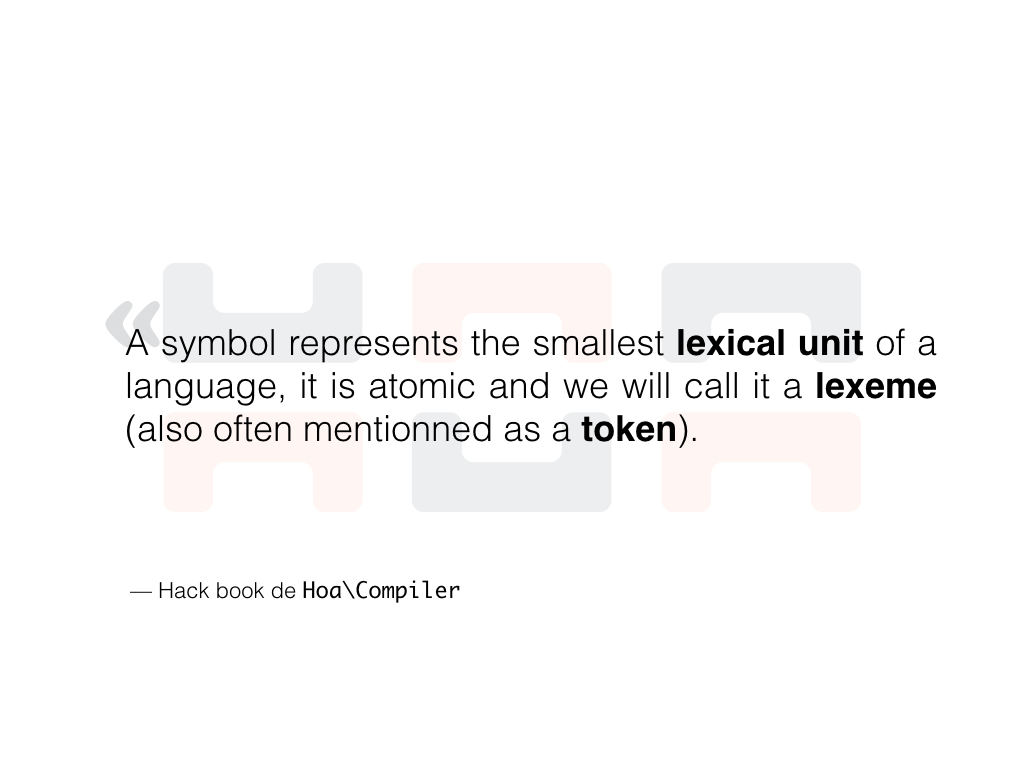 «
A symbol represents the smallest lexical unit of a
language, it is atomic and we will call it a lexeme
(also often mentionned as a token).
— Hack book de Hoa\Compiler